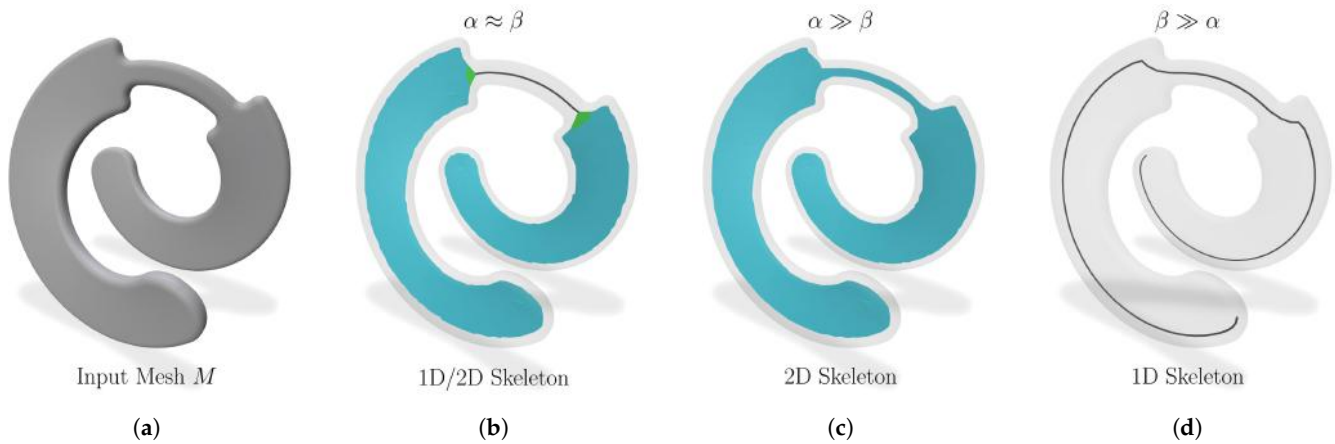 α ≈ β
α ≫ β
β ≫ α
Input Mesh M
1D/2D Skeleton
2D Skeleton
1D Skeleton
(a)
(b)
(c)
(d)